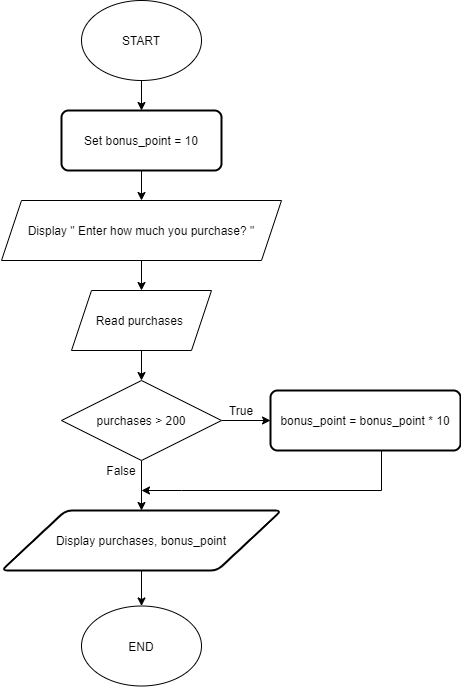 START
Set bonus_point = 10
Display " Enter how much you purchase? "
Read purchases
purchases > 200
True
bonus_point = bonus_point * 10
False
Display purchases, bonus_point
END